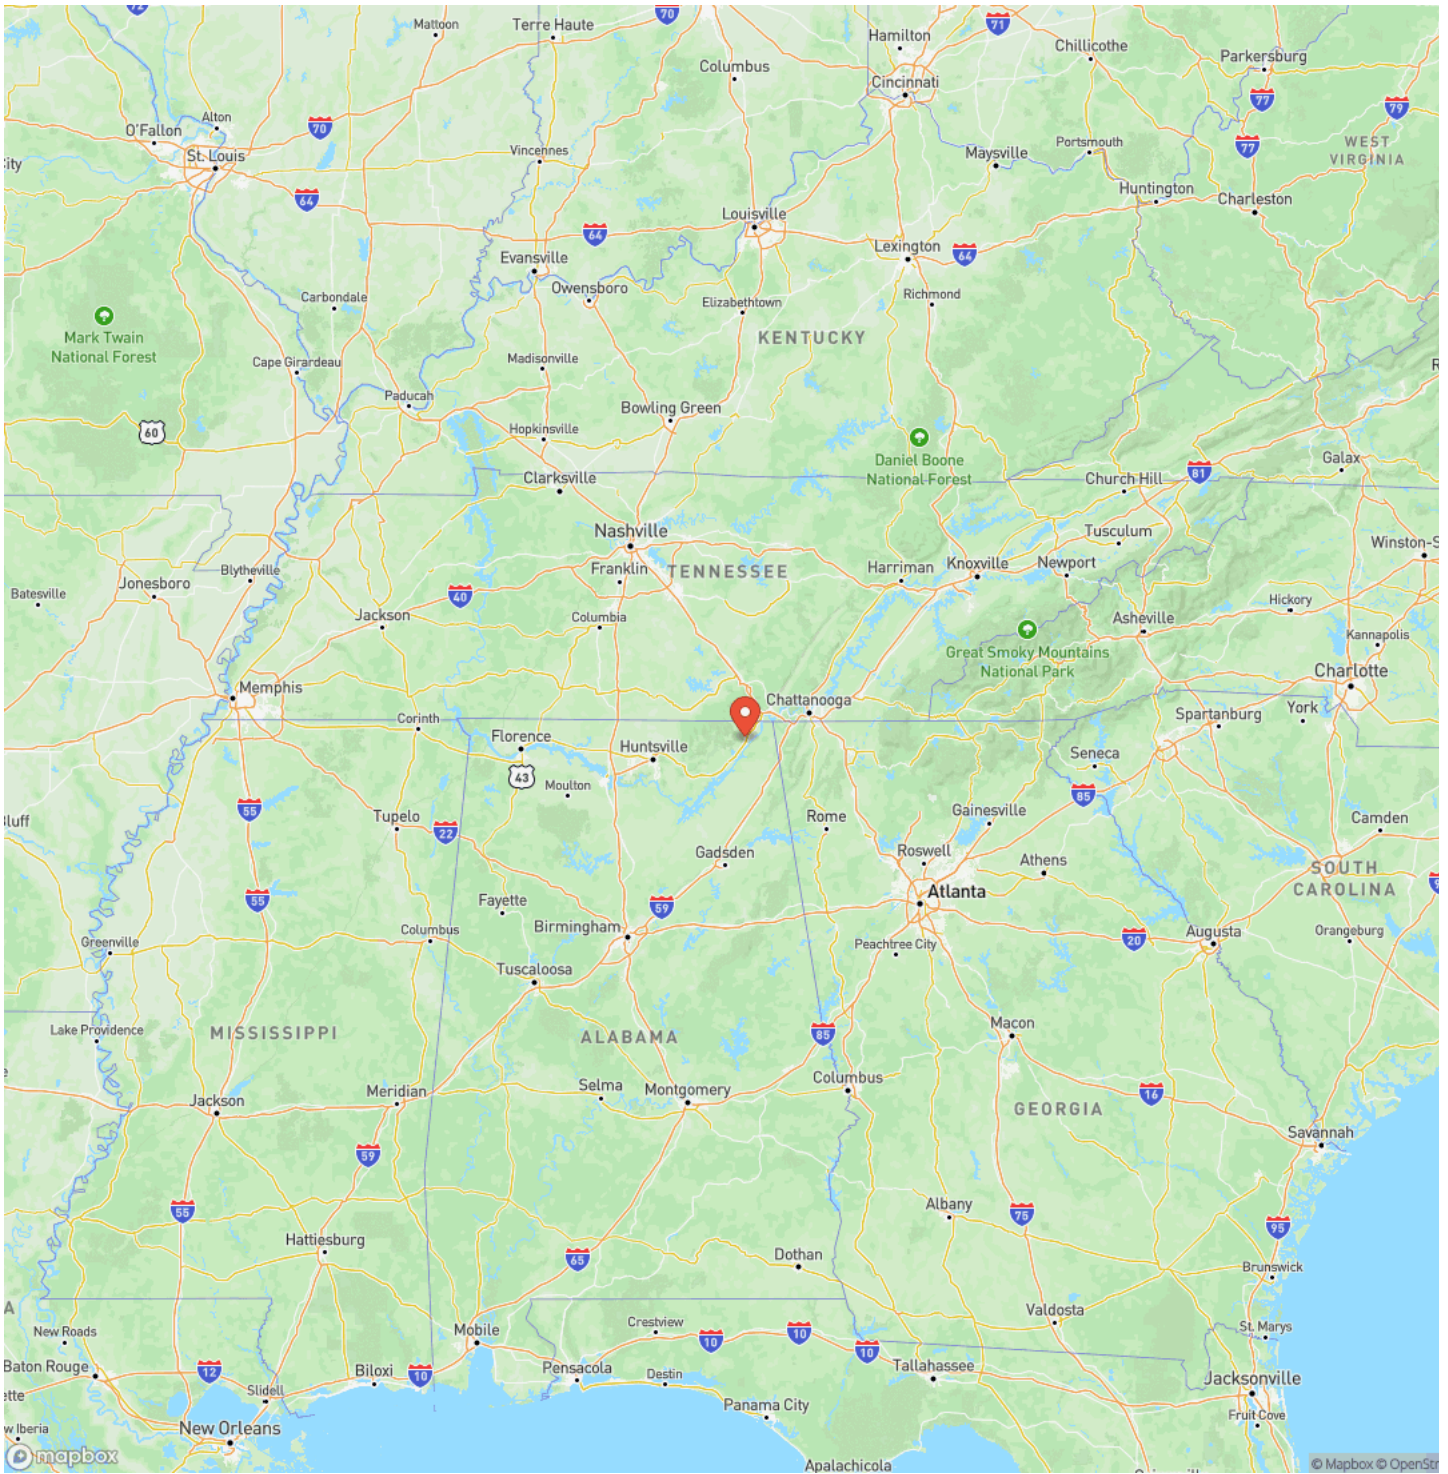 72
70
71
Mattoon
Terre Haute
Hamilton
Chillicothe
Parkersburg
Columbus
Cincinnati
77
79
Alton
O'Fallon
70
St. Louis
Vincennes
Maysville
Portsmouth
77
WEST
VIRGINIA
City
64
Huntington
Charleston
Louisville
64
Lexington
64
Evansville
Owensboro
Carbondale
Elizabethtown
Richmond
Mark Twain
National Forest
KENTUCKY
Cape Girardeau
Madisonville
Paducah
Bowling Green
60
Hopkinsville
Daniel Boone
National Forest
Clarksville
Church Hill
81
Galax
Nashville
Tusculum
Winston-S
Franklin
TENNESSEE
Harriman
Knoxville
Newport
Blytheville
Jonesboro
Batesville
40
Jackson
Columbia
Hickory
Asheville
Kannapolis
Great Smoky Mountains
National Park
Charlotte
Memphis
Chattanooga
Corinth
Florence
Huntsville
Spartanburg
York
43
Moulton
Seneca
85
55
Tupelo
22
Rome
Gainesville
Camden
Bluff
Gadsden
Roswell
Athens
SOUTH
CAROLINA
Atlanta
55
Fayette
59
Birmingham
Columbus
Greenville
Peachtree City
20
Augusta
Orangeburg
Tuscaloosa
Lake Providence
MISSISSIPPI
ALABAMA
85
Macon
Jackson
Meridian
Selma
Montgomery
Columbus
16
GEORGIA
59
Savannah
55
Albany
75
95
Hattiesburg
65
Dothan
Brunswick
A
Valdosta
New Roads
Mobile
Crestview
10
10
St. Marys
Baton Rouge
12
Biloxi
10
Pensacola
Destin
10
Tallahassee
Jacksonville
ette
Slidell
Panama City
Fruit Cove
w Iberia
New Orleans
mapbox
Apalachicola
© Mapbox © OpenStr